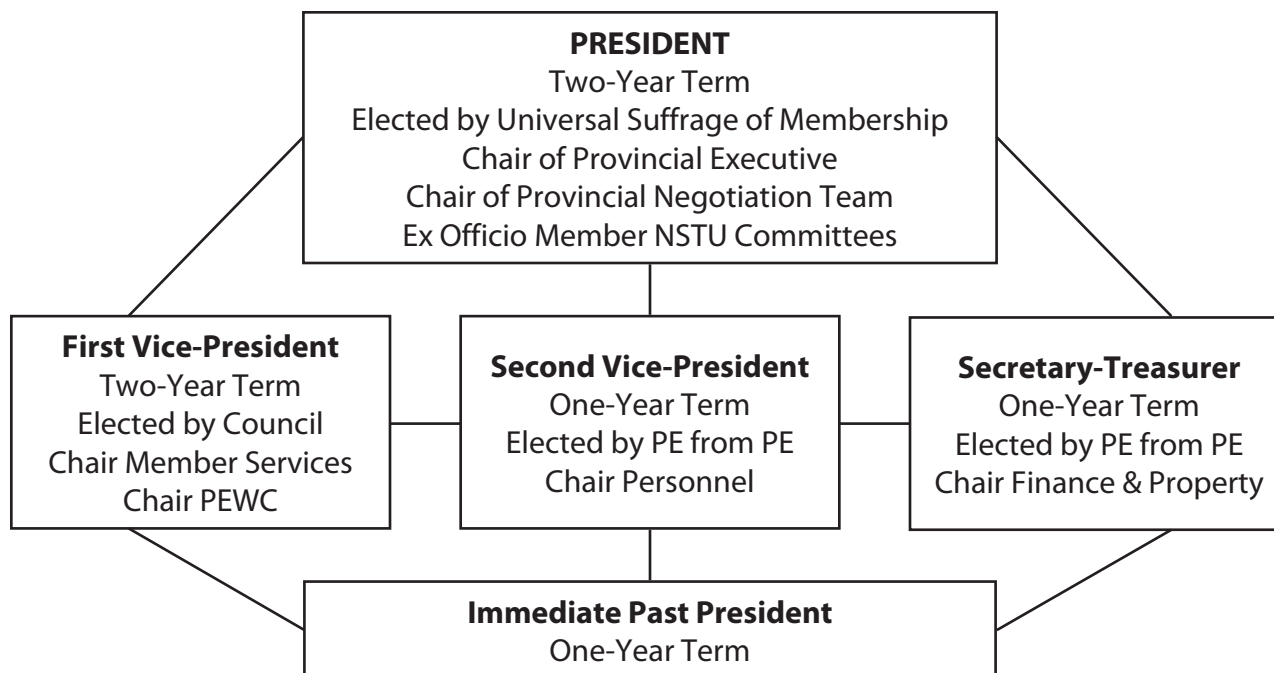 PRESIDENT
Two-Year Term
Elected by Universal Suffrage of Membership
Chair of Provincial Executive
Chair of Provincial Negotiation Team
Ex Officio Member NSTU Committees
First Vice-President
Two-Year Term
Elected by Council
Chair Member Services
Chair PEWC
Second Vice-President
One-Year Term
Elected by PE from PE
Chair Personnel
Secretary-Treasurer
One-Year Term
Elected by PE from PE
Chair Finance & Property
Immediate Past President
One-Year Term